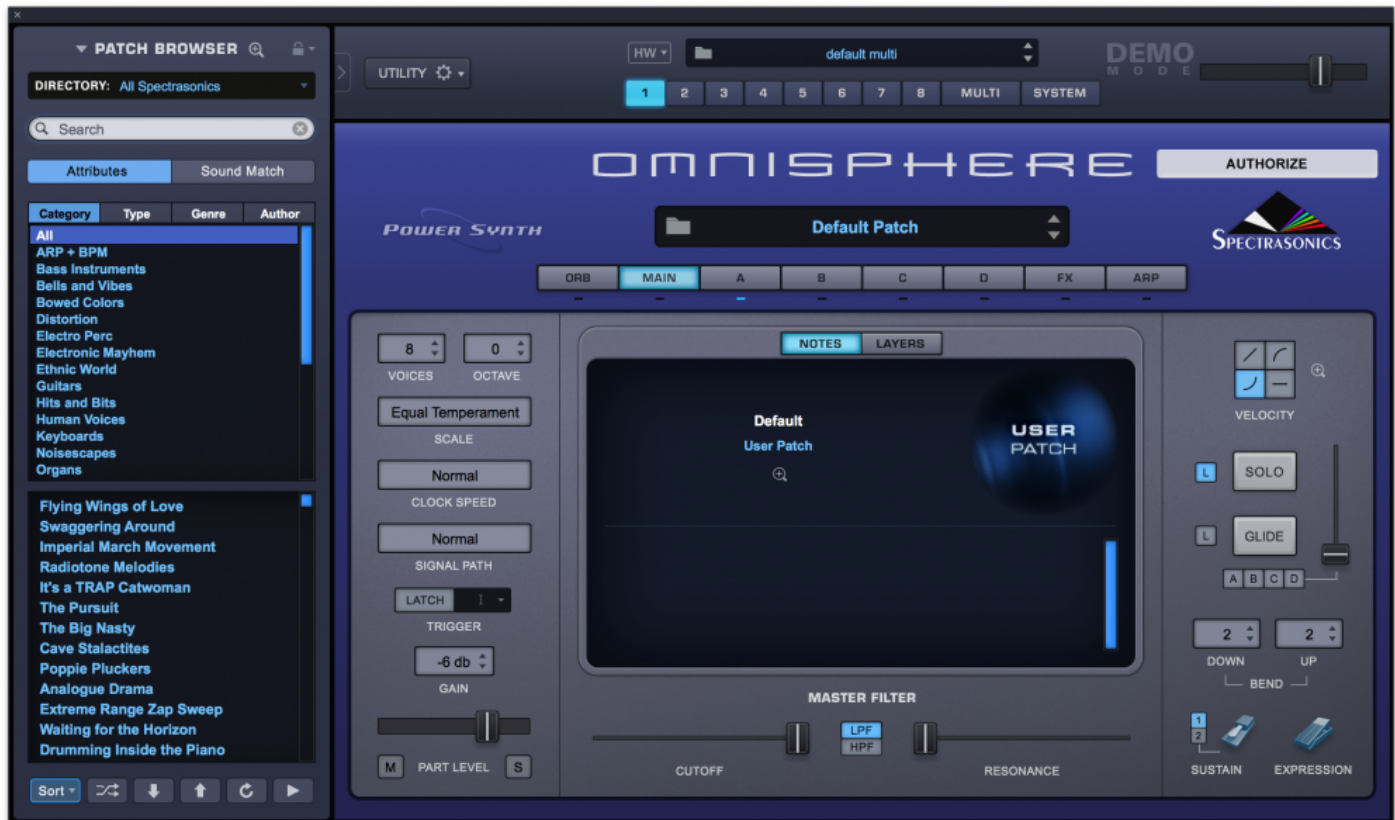 PATCH BROWSER
DIRECTORY: All Spectrasonics
Search
Attributes Sound Match
Category Type Genre Author
All
ARP + BPM
Bass Instruments
Bells and Vibes
Bowed Colors
Distortion
Electro Perc
Electronic Mayhem
Ethnic World
Guitars
Hits and Bits
Human Voices
Keyboards
Noisescapes
Organs
Flying Wings of Love
Swaggering Around
Imperial March Movement
Radiotone Melodies
It's a TRAP Catwoman
The Pursuit
The Big Nasty
Cave Stalactites
Poppie Pluckers
Analogue Drama
Extreme Range Zap Sweep
Waiting for the Horizon
Drumming Inside the Piano
Sort
UTILITY
HW
default multi
DEMO
MODE
1 2 3 4 5 6 7 8 MULTI SYSTEM
OMNISPHERE
AUTHORIZE
POWER SYNTH
Default Patch
SPECTRASONICS
ORB MAIN A B C D FX ARP
8 0
VOICES OCTAVE
Equal Temperament
SCALE
Normal
CLOCK SPEED
Normal
SIGNAL PATH
LATCH
TRIGGER
-6 db
GAIN
M PART LEVEL S
NOTES LAYERS
Default
User Patch
USER
PATCH
MASTER FILTER
LPF
HPF
CUTOFF RESONANCE
VELOCITY
L SOLO
L GLIDE
A B C D
2 2
DOWN UP
BEND
1
2
SUSTAIN EXPRESSION